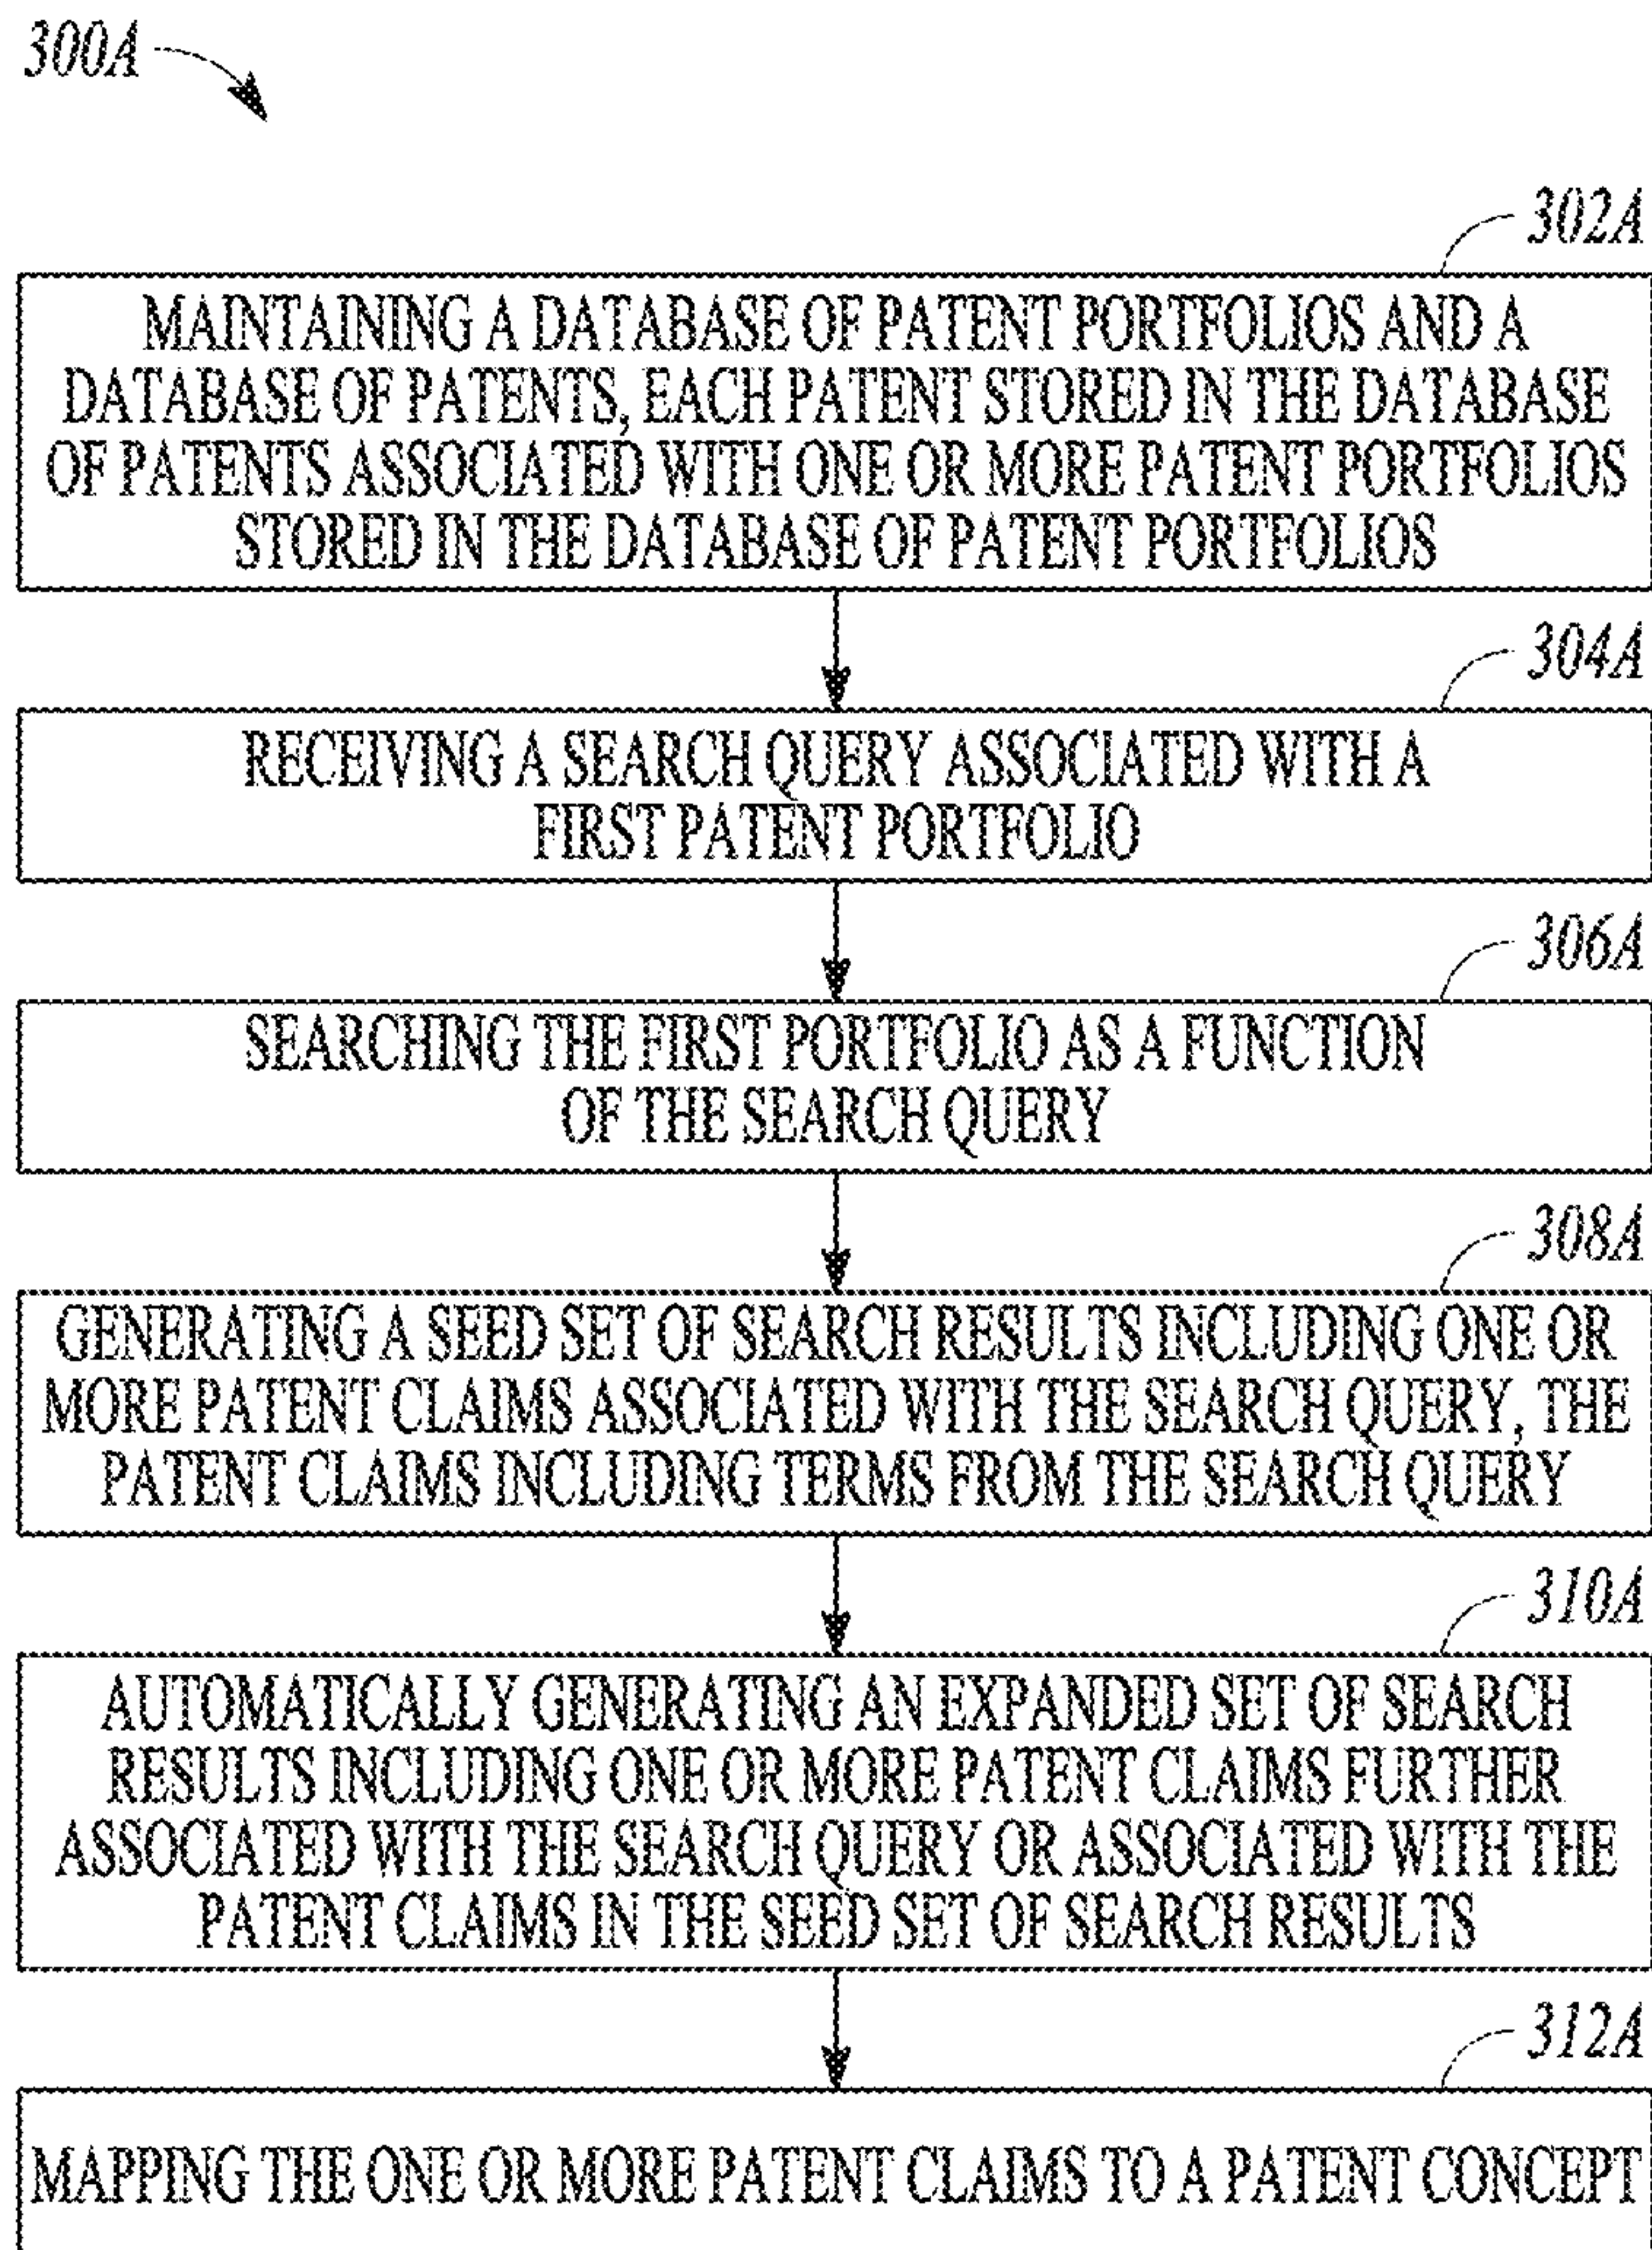 300A
302A
MAINTAINING A DATABASE OF PATENT PORTFOLIOS AND A
DATABASE OF PATENTS, EACH PATENT STORED IN THE DATABASE
OF PATENTS ASSOCIATED WITH ONE OR MORE PATENT PORTFOLIOS
STORED IN THE DATABASE OF PATENT PORTFOLIOS
304A
RECEIVING A SEARCH QUERY ASSOCIATED WITH A
FIRST PATENT PORTFOLIO
306A
SEARCHING THE FIRST PORTFOLIO AS A FUNCTION
OF THE SEARCH QUERY
308A
GENERATING A SEED SET OF SEARCH RESULTS INCLUDING ONE OR
MORE PATENT CLAIMS ASSOCIATED WITH THE SEARCH QUERY, THE
PATENT CLAIMS INCLUDING TERMS FROM THE SEARCH QUERY
310A
AUTOMATICALLY GENERATING AN EXPANDED SET OF SEARCH
RESULTS INCLUDING ONE OR MORE PATENT CLAIMS FURTHER
ASSOCIATED WITH THE SEARCH QUERY OR ASSOCIATED WITH THE
PATENT CLAIMS IN THE SEED SET OF SEARCH RESULTS
312A
MAPPING THE ONE OR MORE PATENT CLAIMS TO A PATENT CONCEPT